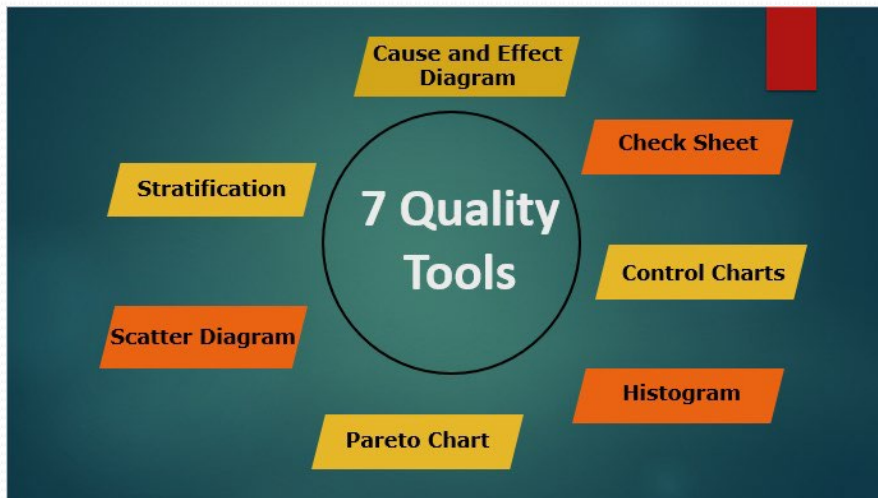 Cause and Effect
Diagram
Check Sheet
Stratification
7 Quality
Tools
Control Charts
Scatter Diagram
Histogram
Pareto Chart